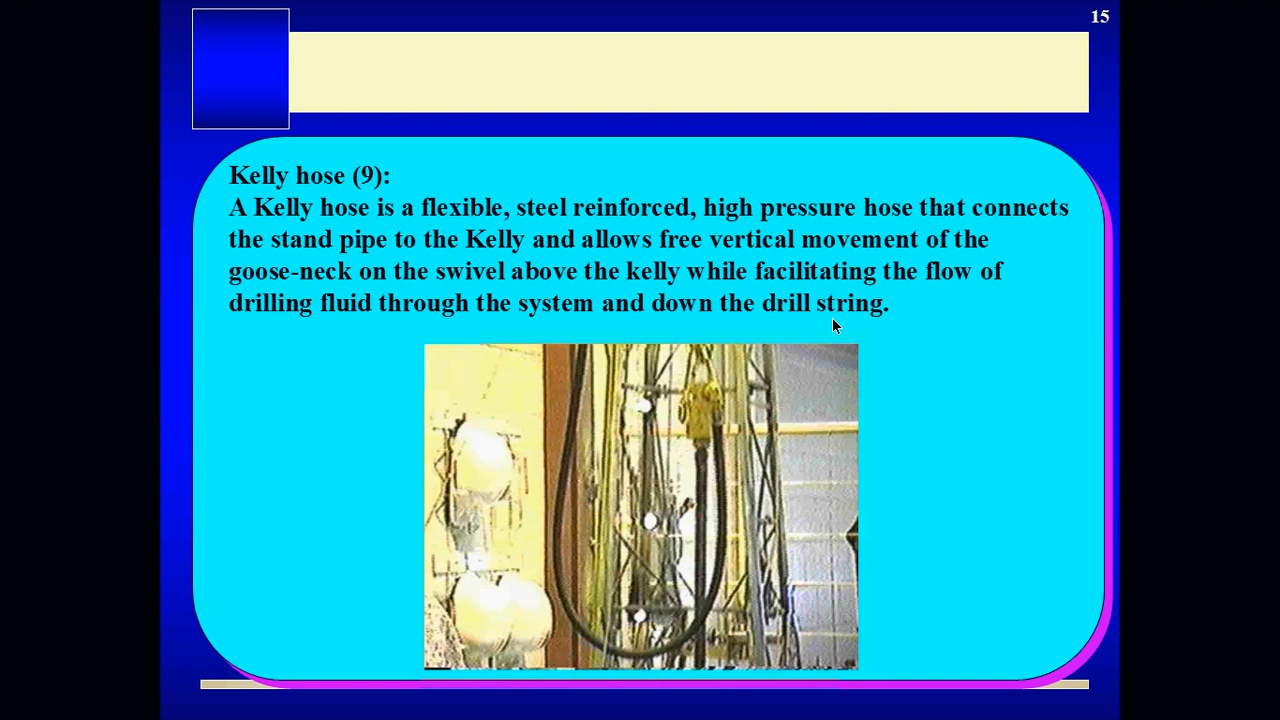 15
Kelly hose (9):
A Kelly hose is a flexible, steel reinforced, high pressure hose that connects
the stand pipe to the Kelly and allows free vertical movement of the
goose-neck on the swivel above the kelly while facilitating the flow of
drilling fluid through the system and down the drill string.